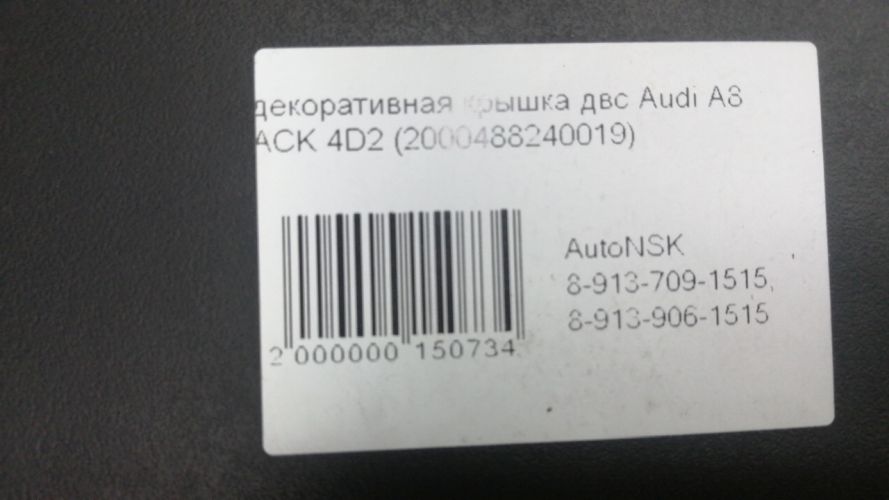 декоративная крышка двс Audi A8
ACK 4D2 (2000488240019)
AutoNSK
8-913-709-1515,
8-913-906-1515
2 000000 150734